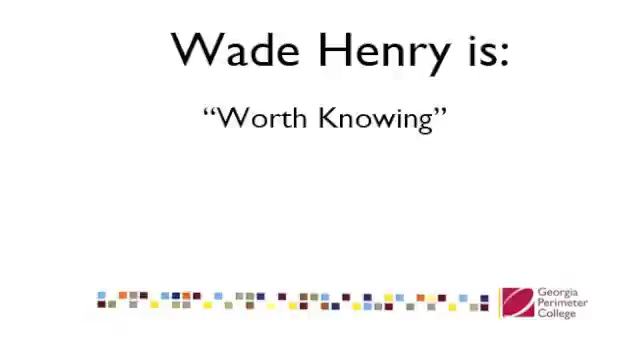 Wade Henry is:
“Worth Knowing”
Georgia
Perimeter
College